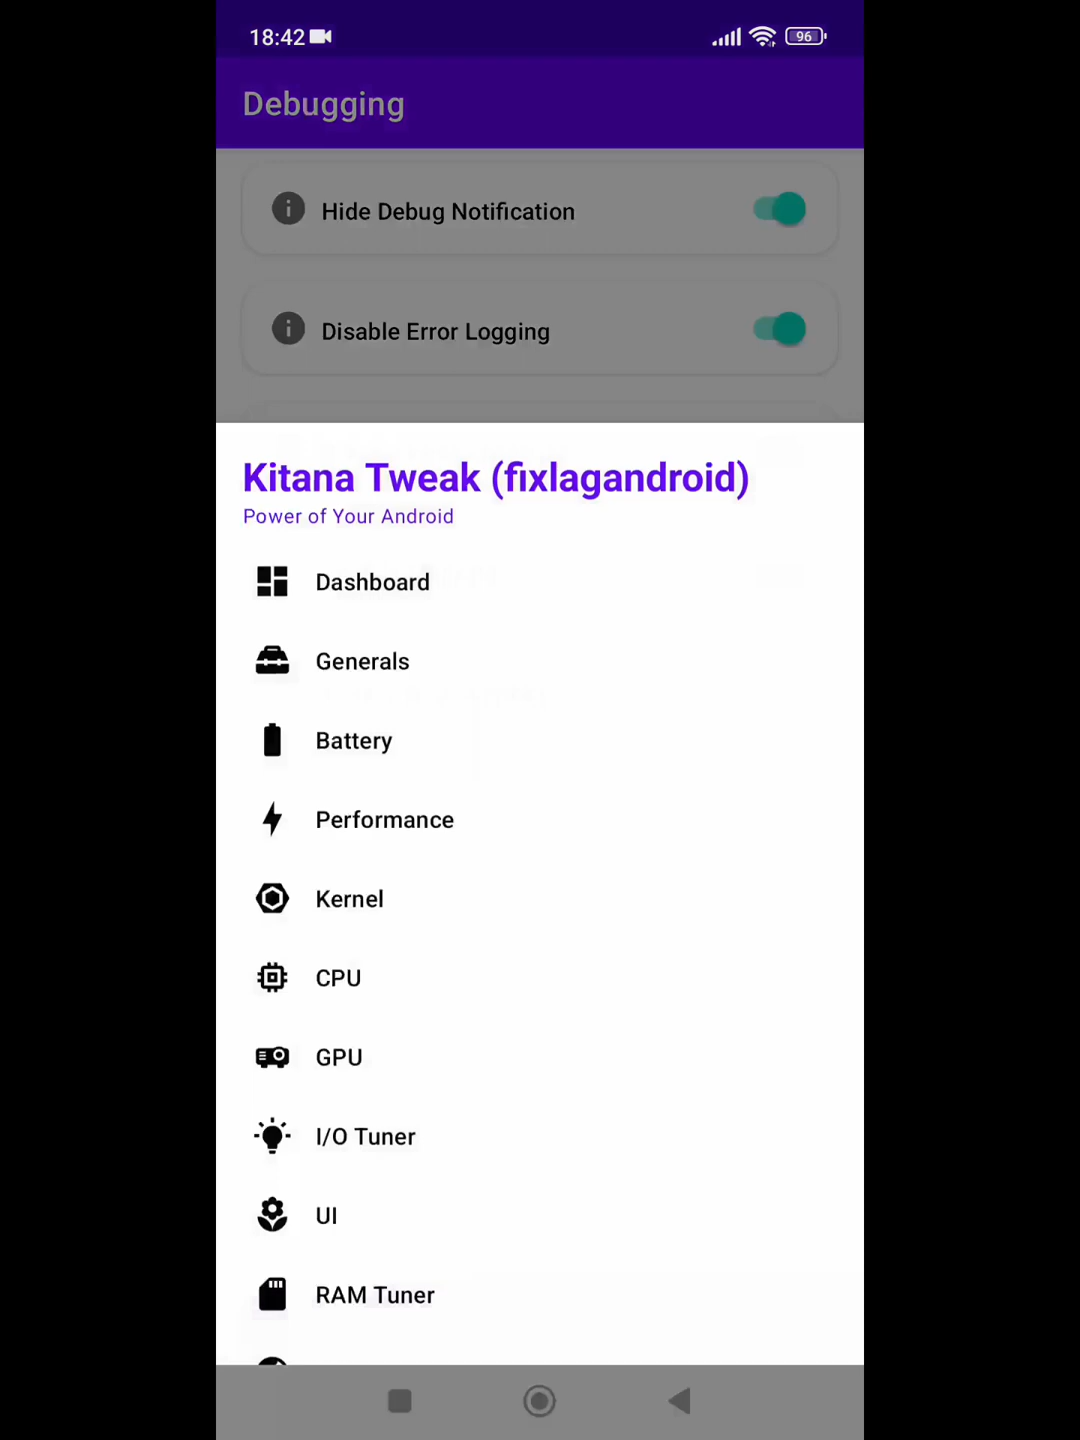 18:42
96
Debugging
Hide Debug Notification
Disable Error Logging
Kitana Tweak (fixlagandroid)
Power of Your Android
Dashboard
Generals
Battery
Performance
Kernel
CPU
GPU
I/O Tuner
UI
RAM Tuner